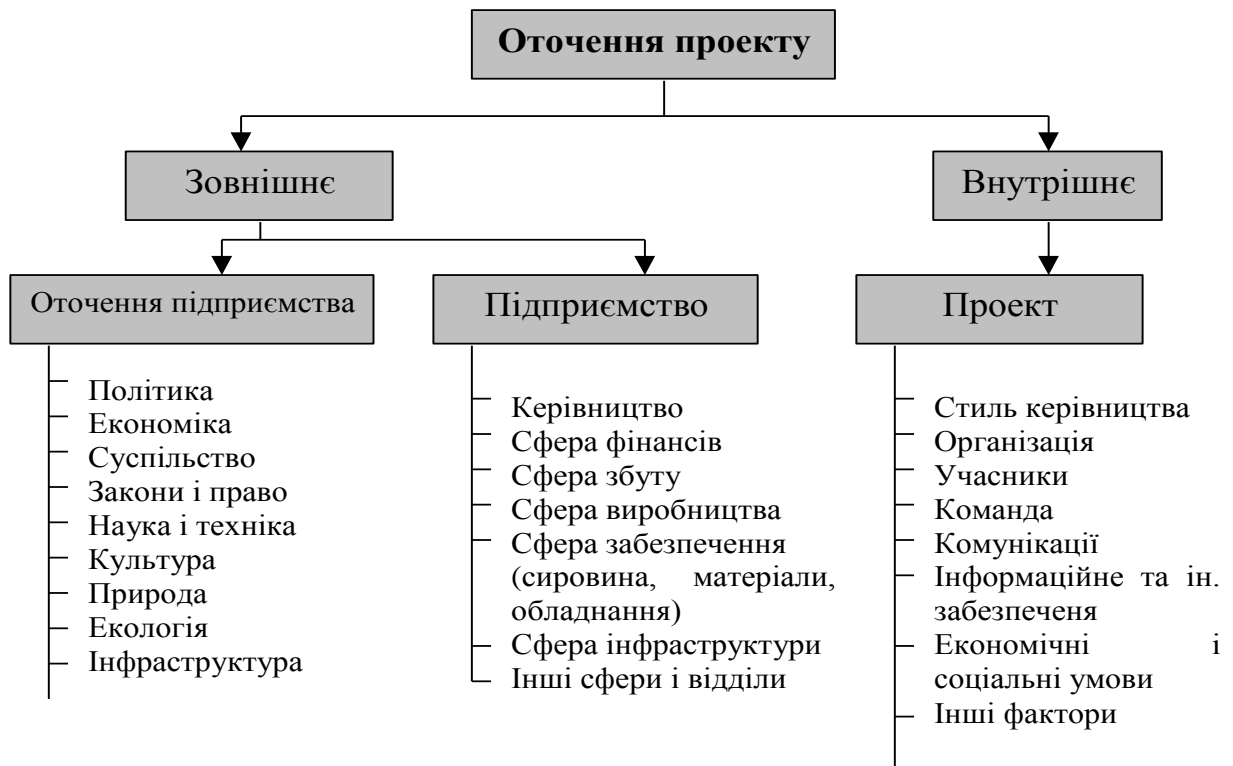 Оточення проекту
Зовнішнє
Внутрішнє
Оточення підприємства
Підприємство
Проект
Політика
Економіка
Суспільство
Закони і право
Наука і техніка
Культура
Природа
Екологія
Інфраструктура
Керівництво
Сфера фінансів
Сфера збуту
Сфера виробництва
Сфера забезпечення
(сировина, матеріали,
обладнання)
Сфера інфраструктури
Інші сфери і відділи
Стиль керівництва
Організація
Учасники
Команда
Комунікації
Інформаційне та ін.
забезпеченя
Економічні і
соціальні умови
Інші фактори